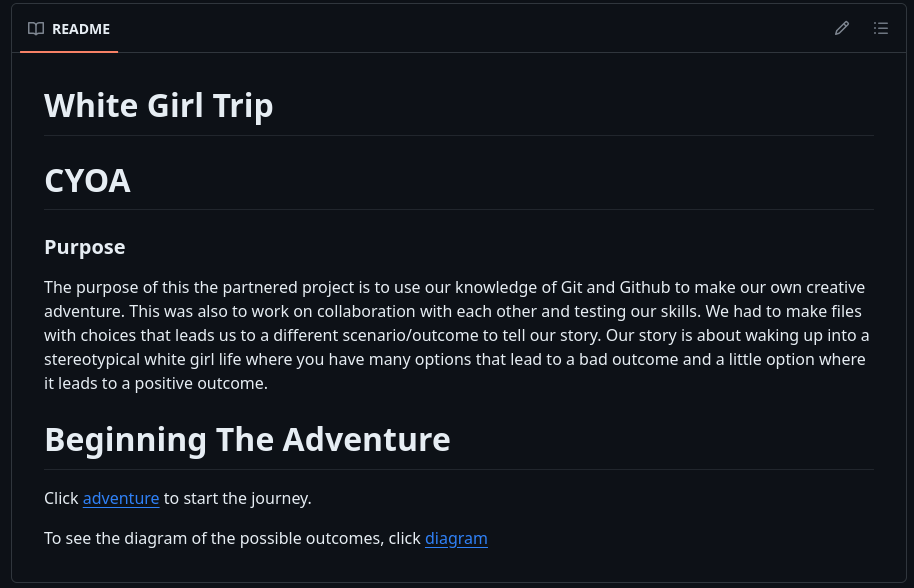 README
White Girl Trip
CYOA
Purpose
The purpose of this the partnered project is to use our knowledge of Git and Github to make our own creative
adventure. This was also to work on collaboration with each other and testing our skills. We had to make files
with choices that leads us to a different scenario/outcome to tell our story. Our story is about waking up into a
stereotypical white girl life where you have many options that lead to a bad outcome and a little option where
it leads to a positive outcome.
Beginning The Adventure
Click adventure to start the journey.
To see the diagram of the possible outcomes, click diagram